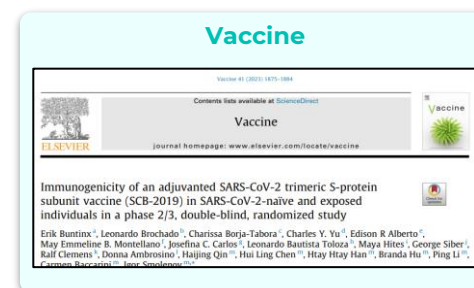 Vaccine
Vaccine 41 (2023) 1875–1884
Contents lists available at ScienceDirect
Vaccine
journal homepage: www.elsevier.com/locate/vaccine
ELSEVIER
Vaccine
Immunogenicity of an adjuvanted SARS-CoV-2 trimeric S-protein
subunit vaccine (SCB-2019) in SARS-CoV-2-naïve and exposed
individuals in a phase 2/3, double-blind, randomized study
Erik Buntinx a, Leonardo Brochado b, Charissa Borja-Tabora c, Charles Y. Yu d, Edison R Alberto e,
May Emmeline B. Montellano f, Josefina C. Carlos g, Leonardo Bautista Toloza h, Maya Hites i, George Siber j,
Ralf Clemens k, Donna Ambrosino l, Haijing Qin m, Hui Ling Chen m, Htay Htay Han m, Branda Hu m, Ping Li m,
Carmen Baccarini m, Igor Smolenov m,*